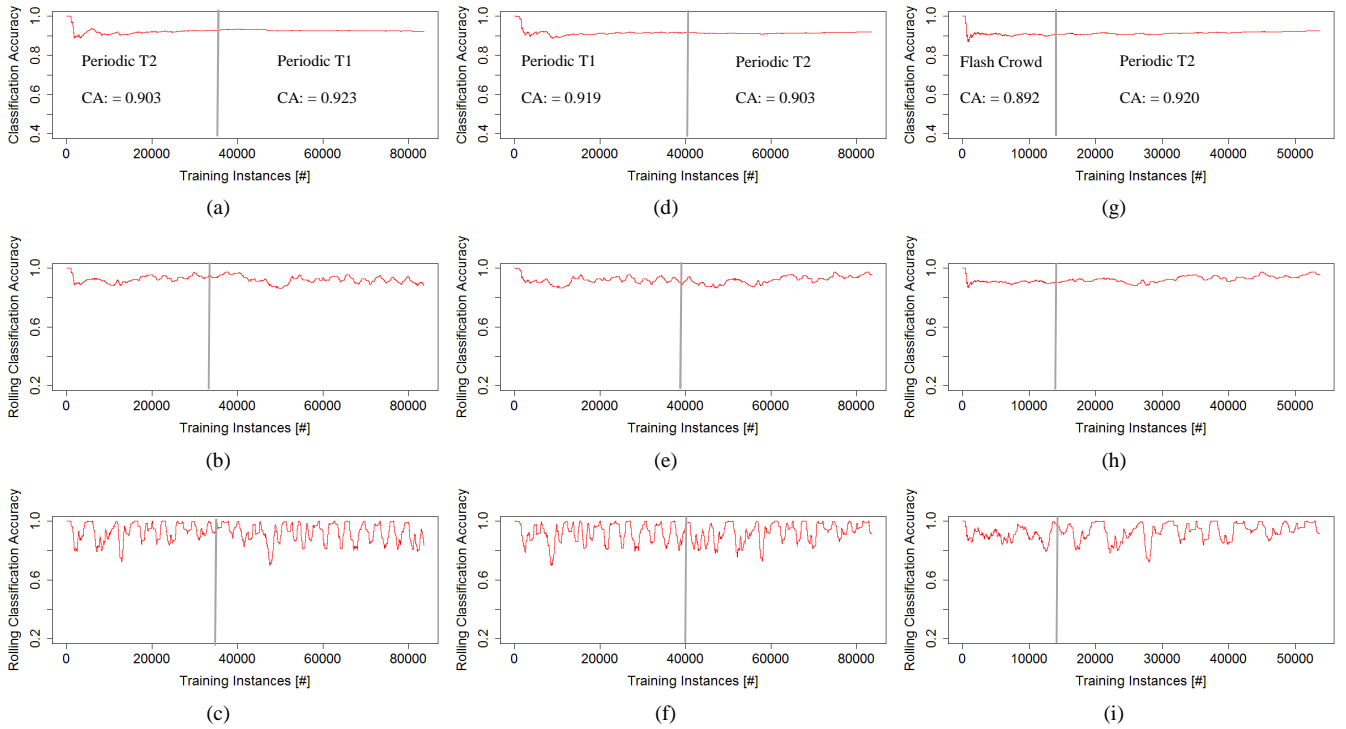 Classification Accuracy
0.4 0.6 0.8 1.0
Periodic T2
CA: = 0.903
Periodic T1
CA: = 0.923
0 20000 40000 60000 80000
Training Instances [#]
(a)
Classification Accuracy
0.4 0.6 0.8 1.0
Periodic T1
CA: = 0.919
Periodic T2
CA: = 0.903
0 20000 40000 60000 80000
Training Instances [#]
(d)
Classification Accuracy
0.4 0.6 0.8 1.0
Flash Crowd
CA: = 0.892
Periodic T2
CA: = 0.920
0 10000 20000 30000 40000 50000
Training Instances [#]
(g)
Rolling Classification Accuracy
0.2 0.6 1.0
0 20000 40000 60000 80000
Training Instances [#]
(b)
Rolling Classification Accuracy
0.2 0.6 1.0
0 20000 40000 60000 80000
Training Instances [#]
(e)
Rolling Classification Accuracy
0.2 0.6 1.0
0 10000 20000 30000 40000 50000
Training Instances [#]
(h)
Rolling Classification Accuracy
0.2 0.6 1.0
0 20000 40000 60000 80000
Training Instances [#]
(c)
Rolling Classification Accuracy
0.2 0.6 1.0
0 20000 40000 60000 80000
Training Instances [#]
(f)
Rolling Classification Accuracy
0.2 0.6 1.0
0 10000 20000 30000 40000 50000
Training Instances [#]
(i)